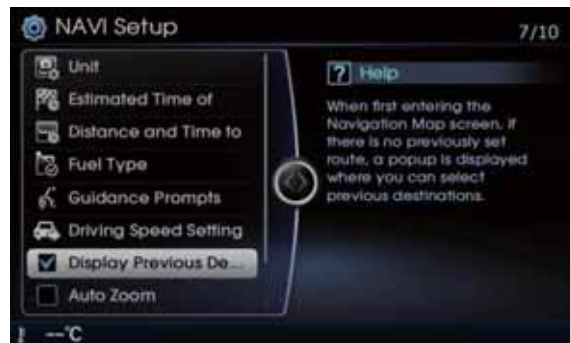 NAVI Setup
7/10
Unit
Estimated Time of
Distance and Time to
Fuel Type
Guidance Prompts
Driving Speed Setting
Display Previous De...
Auto Zoom
? Help
When first entering the
Navigation Map screen, if
there is no previously set
route, a popup is displayed
where you can select
previous destinations.
--°C